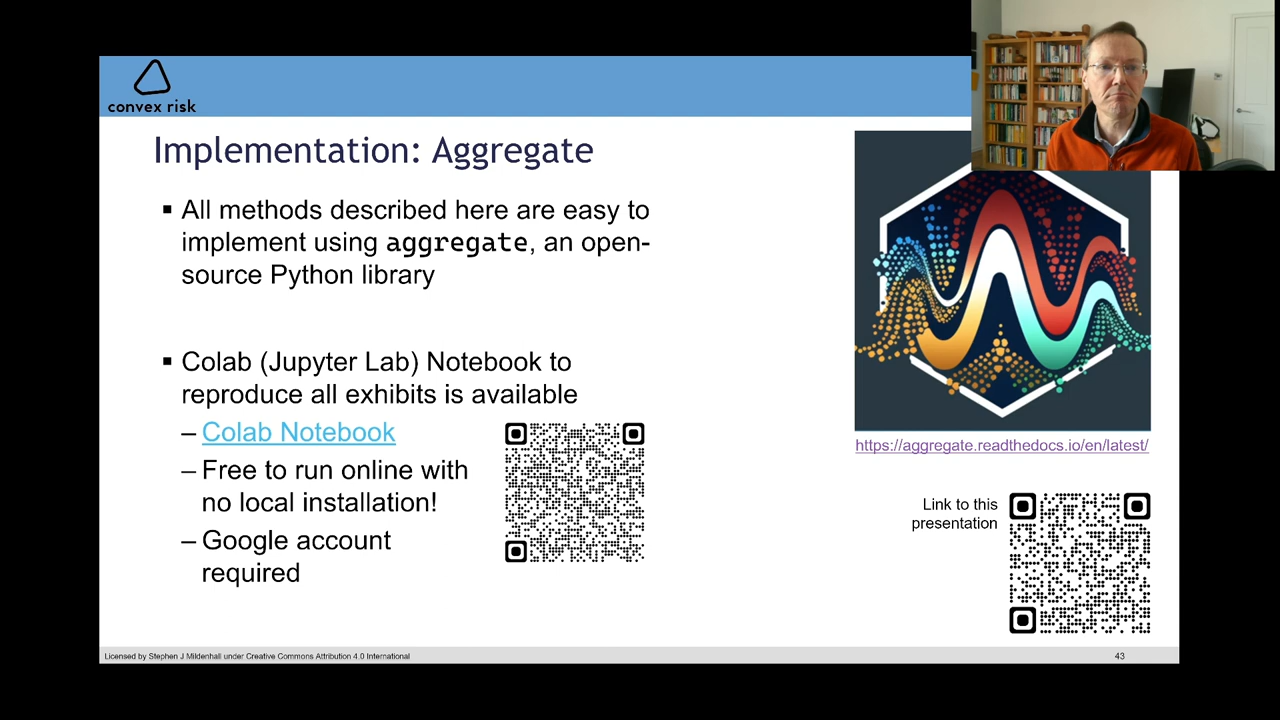 convex risk
Implementation: Aggregate
▪ All methods described here are easy to
implement using aggregate, an open-
source Python library
▪ Colab (Jupyter Lab) Notebook to
reproduce all exhibits is available
– Colab Notebook
– Free to run online with
no local installation!
– Google account
required
https://aggregate.readthedocs.io/en/latest/
Link to this
presentation
Licensed by Stephen J Mildenhall under Creative Commons Attribution 4.0 International
43